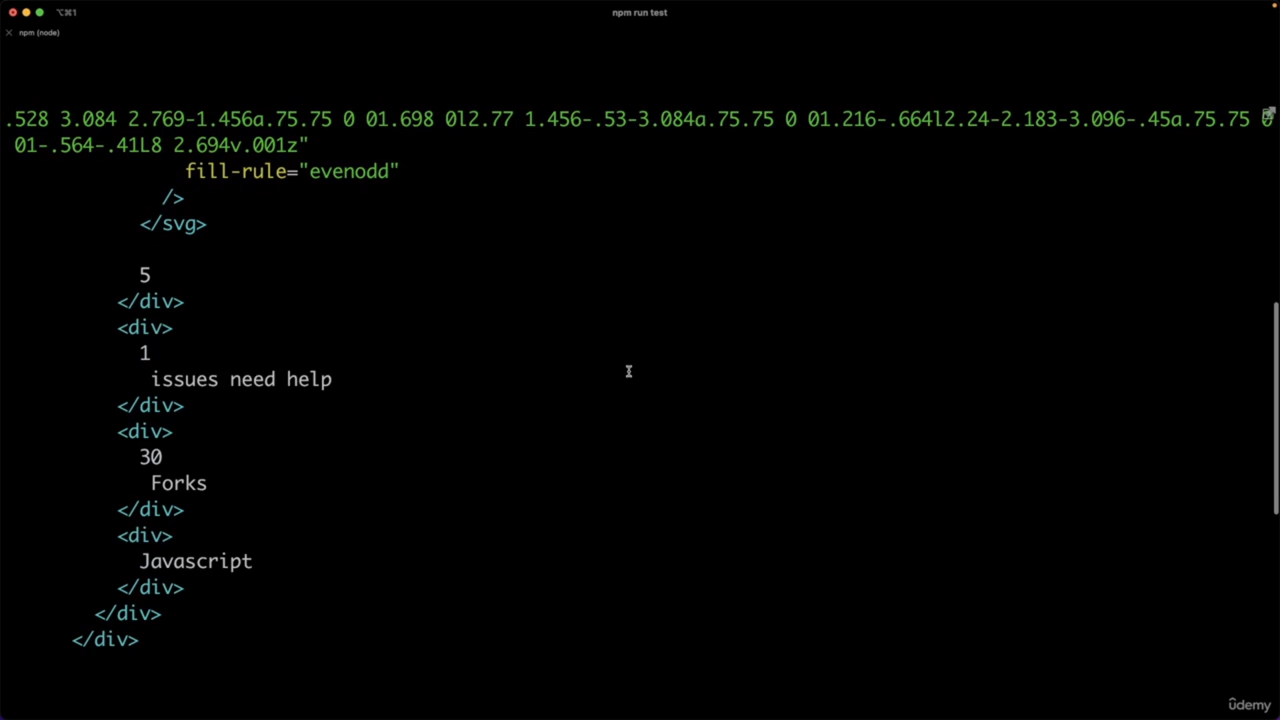 ⌥⌘1
npm run test
npm (node)
.528 3.084 2.769-1.456a.75.75 0 01.698 0l2.77 1.456-.53-3.084a.75.75 0 01.216-.664l2.24-2.183-3.096-.45a.75.75 0
01-.564-.41L8 2.694v.001z"
fill-rule="evenodd"
/>
</svg>
5
</div>
<div>
1
issues need help
</div>
<div>
30
Forks
</div>
<div>
Javascript
</div>
</div>
</div>
ûdemy